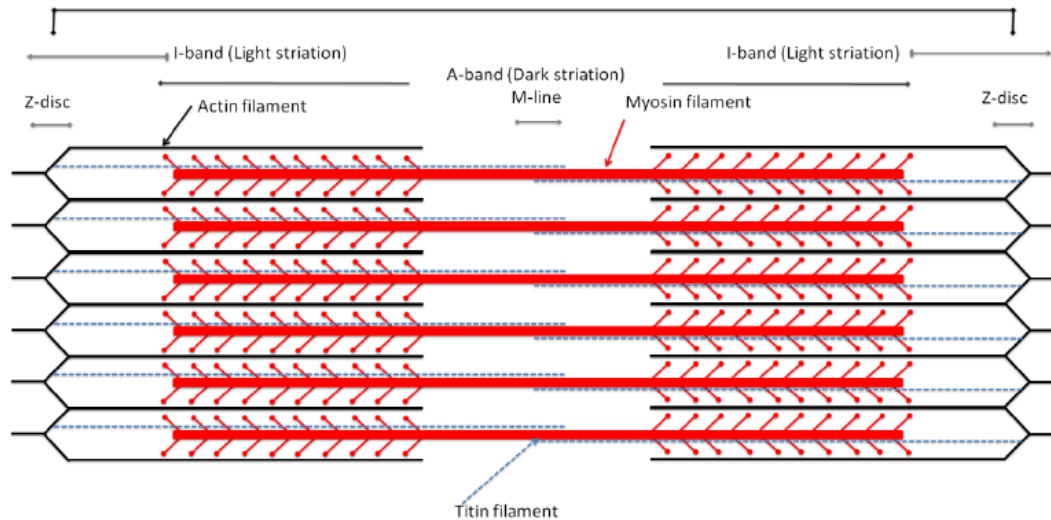 I-band (Light striation)
I-band (Light striation)
A-band (Dark striation)
Z-disc
Actin filament
M-line
Myosin filament
Z-disc
Titin filament